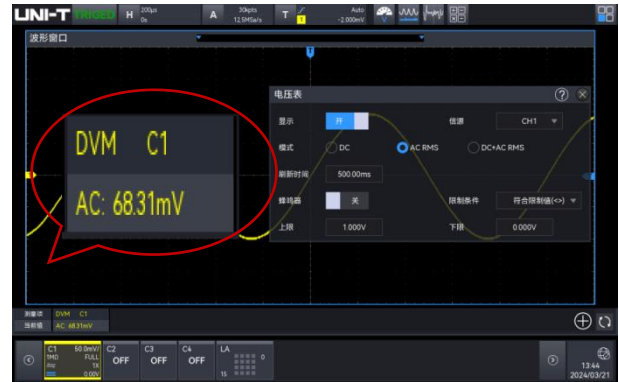 UNI-T TRIGED H 200μs 0s A 30kpts 12.5MSa/s T 1 Auto -2.000mV
波形窗口
T
电压表 ?
显示 开 信源 CH1
模式 DC AC RMS DC+AC RMS
刷新时间 500.00ms
蜂鸣器 关 限制条件 符合限制值(<>)
上限 1.000V 下限 0.000V
DVM C1
AC: 68.31mV
测量项 DVM C1
当前值 AC: 68.31mV
C1 50.0mV/ C2 C3 C4 LA
1MΩ FULL OFF OFF OFF 0
1X
0.00V 15
13:44
2024/03/21